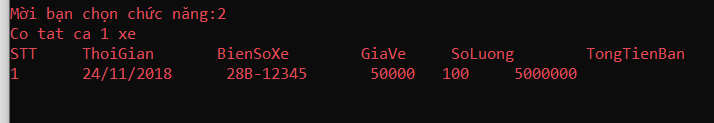 Mời bạn chọn chức năng:2
Co tat ca 1 xe
STT ThoiGian BienSoXe GiaVe SoLuong TongTienBan
1 24/11/2018 28B-12345 50000 100 5000000